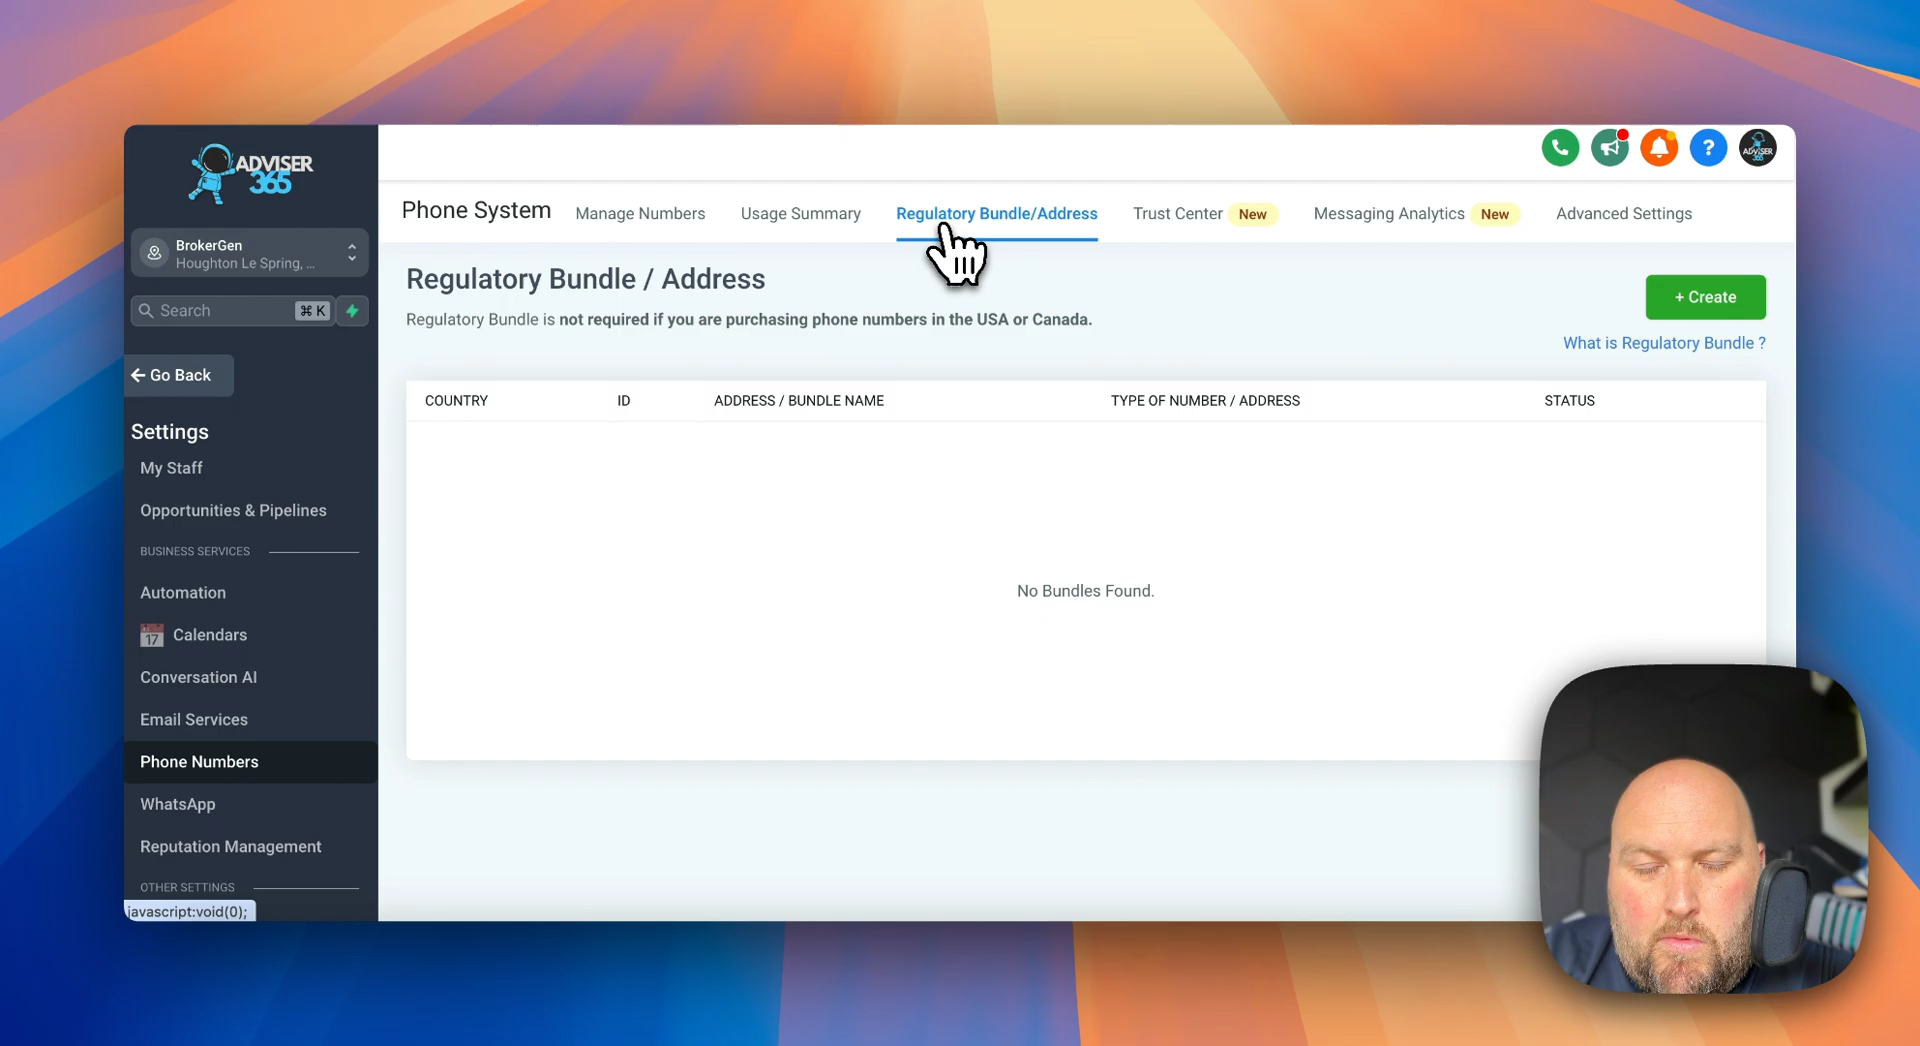 ADVISER
365
BrokerGen
Houghton Le Spring, ...
Search
⌘ K
Go Back
Settings
My Staff
Opportunities & Pipelines
BUSINESS SERVICES
Automation
17
Calendars
Conversation AI
Email Services
Phone Numbers
WhatsApp
Reputation Management
OTHER SETTINGS
javascript:void(0);
?
ADVISER
365
Phone System
Manage Numbers
Usage Summary
Regulatory Bundle/Address
Trust Center New
Messaging Analytics New
Advanced Settings
Regulatory Bundle / Address
Regulatory Bundle is not required if you are purchasing phone numbers in the USA or Canada.
+ Create
What is Regulatory Bundle ?
COUNTRY ID ADDRESS / BUNDLE NAME TYPE OF NUMBER / ADDRESS STATUS
No Bundles Found.